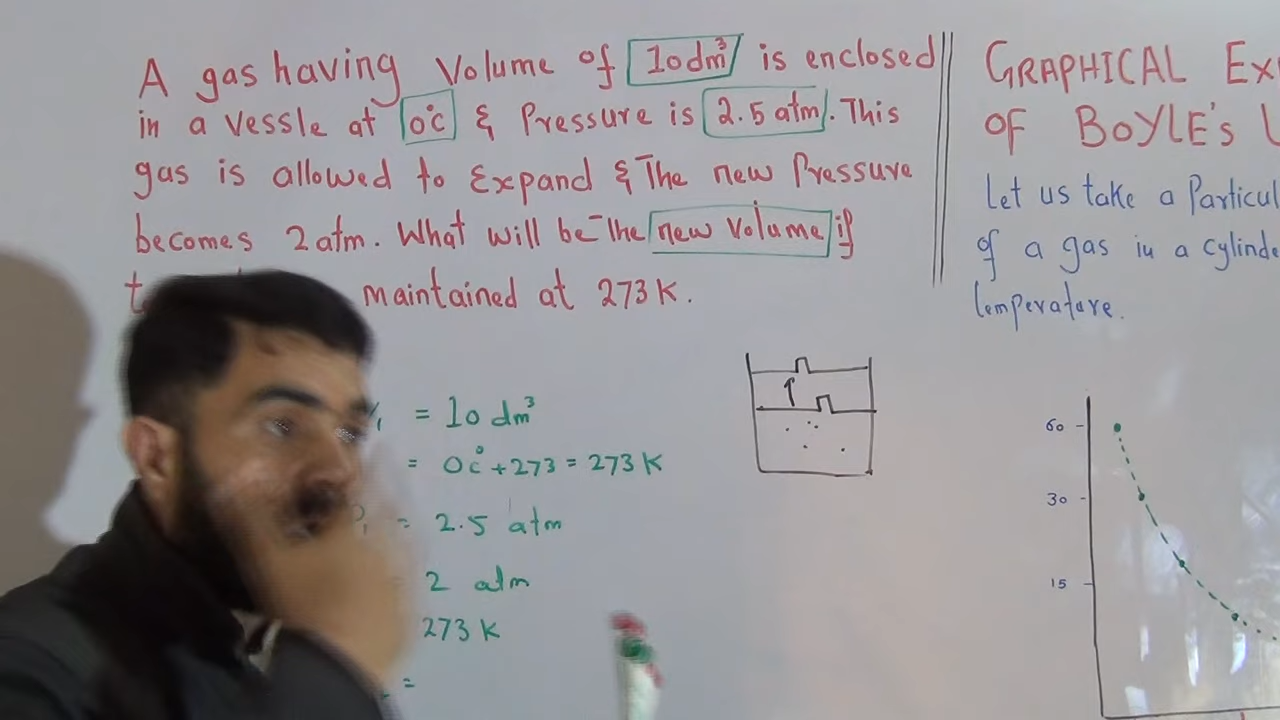 A gas having Volume of 10dm³ is enclosed
in a vessle at 0°C & Pressure is 2.5 atm. This
gas is allowed to Expand & The new Pressure
becomes 2 atm. What will be The new Volume if
maintained at 273 K.
V₁ = 10 dm³
= 0°C + 273 = 273 K
P₁ = 2.5 atm
2 atm
273 K
=
GRAPHICAL
OF BOYLE'S
Let us take a
of a gas in a
temperature.
60
30
15